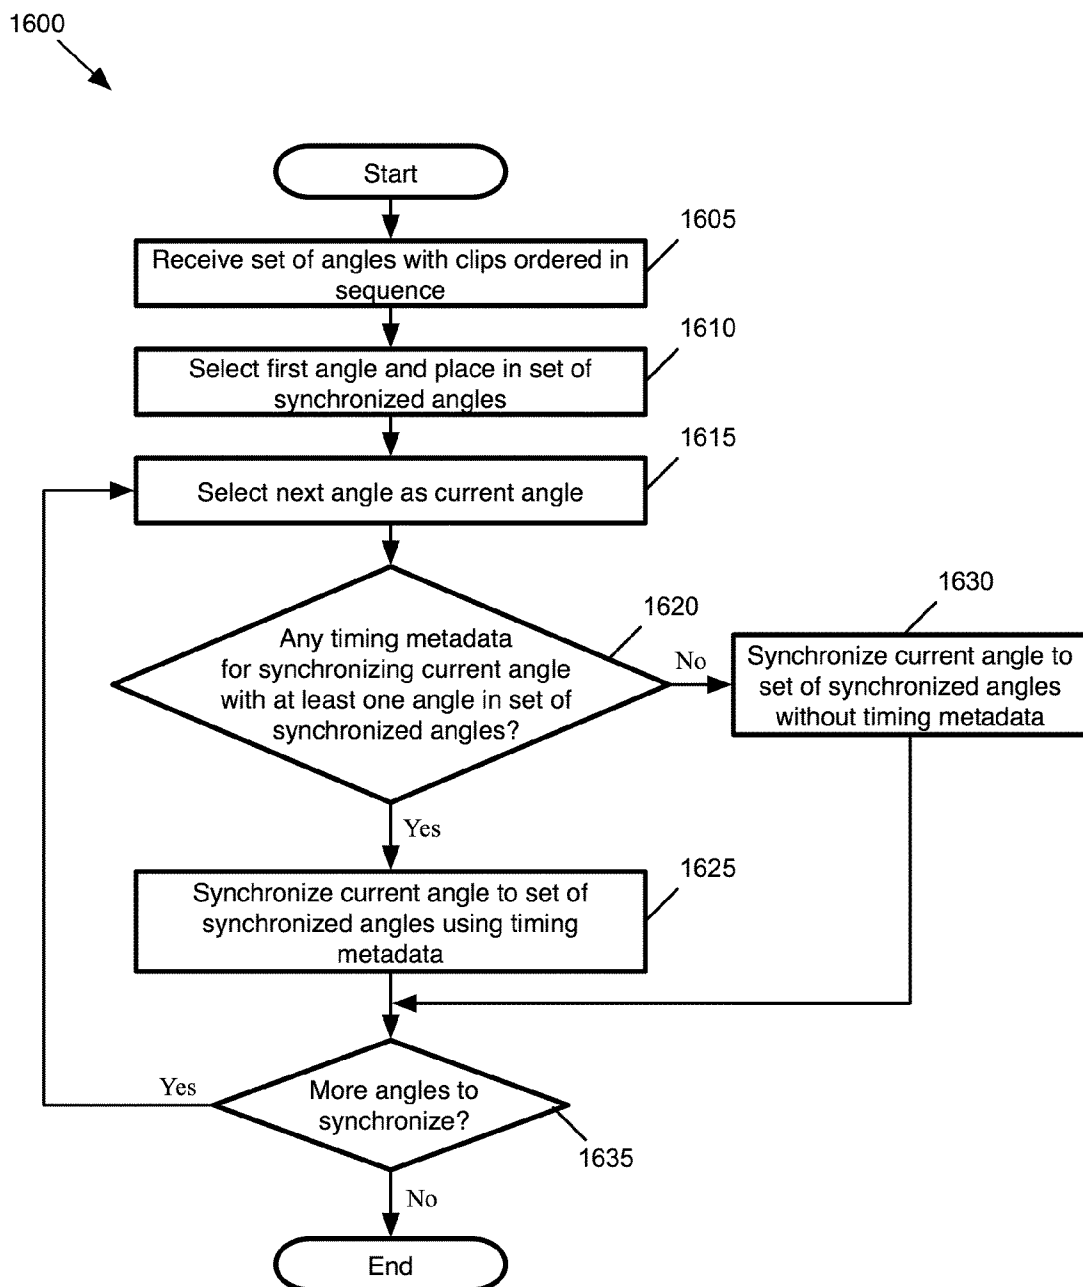 1600
Start
1605
Receive set of angles with clips ordered in
sequence
1610
Select first angle and place in set of
synchronized angles
1615
Select next angle as current angle
1620
Any timing metadata
for synchronizing current angle
with at least one angle in set of
synchronized angles?
No
1630
Synchronize current angle to
set of synchronized angles
without timing metadata
Yes
1625
Synchronize current angle to set of
synchronized angles using timing
metadata
Yes
More angles to
synchronize?
1635
No
End